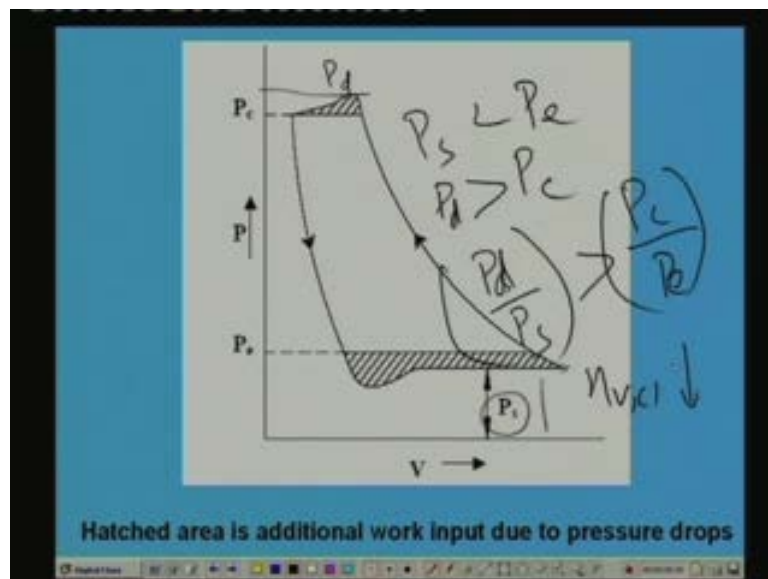 Pd
Pc
Ps < Pe
Pd > Pc
P
(Pd/Ps) > (Pc/Pe)
Pe
Ps
ηv,cl ↓
V
Hatched area is additional work input due to pressure drops